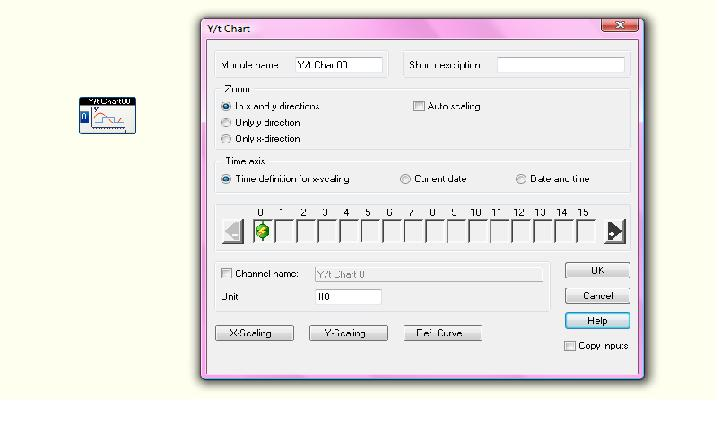 Y/t Chart
Y/t Chart00
0
Module name: Y/t Chart00 Short description:
Zoom
In x and y directions Auto scaling
Only y direction
Only x-direction
Time axis
Time definition for x-scaling Current date Date and time
0 1 2 3 4 5 6 7 8 9 10 11 12 13 14 15
Channel name: Y/t Chart 0
Unit
OK
Cancel
Help
X-Scaling... Y-Scaling... Ref. Curve...
Copy inputs